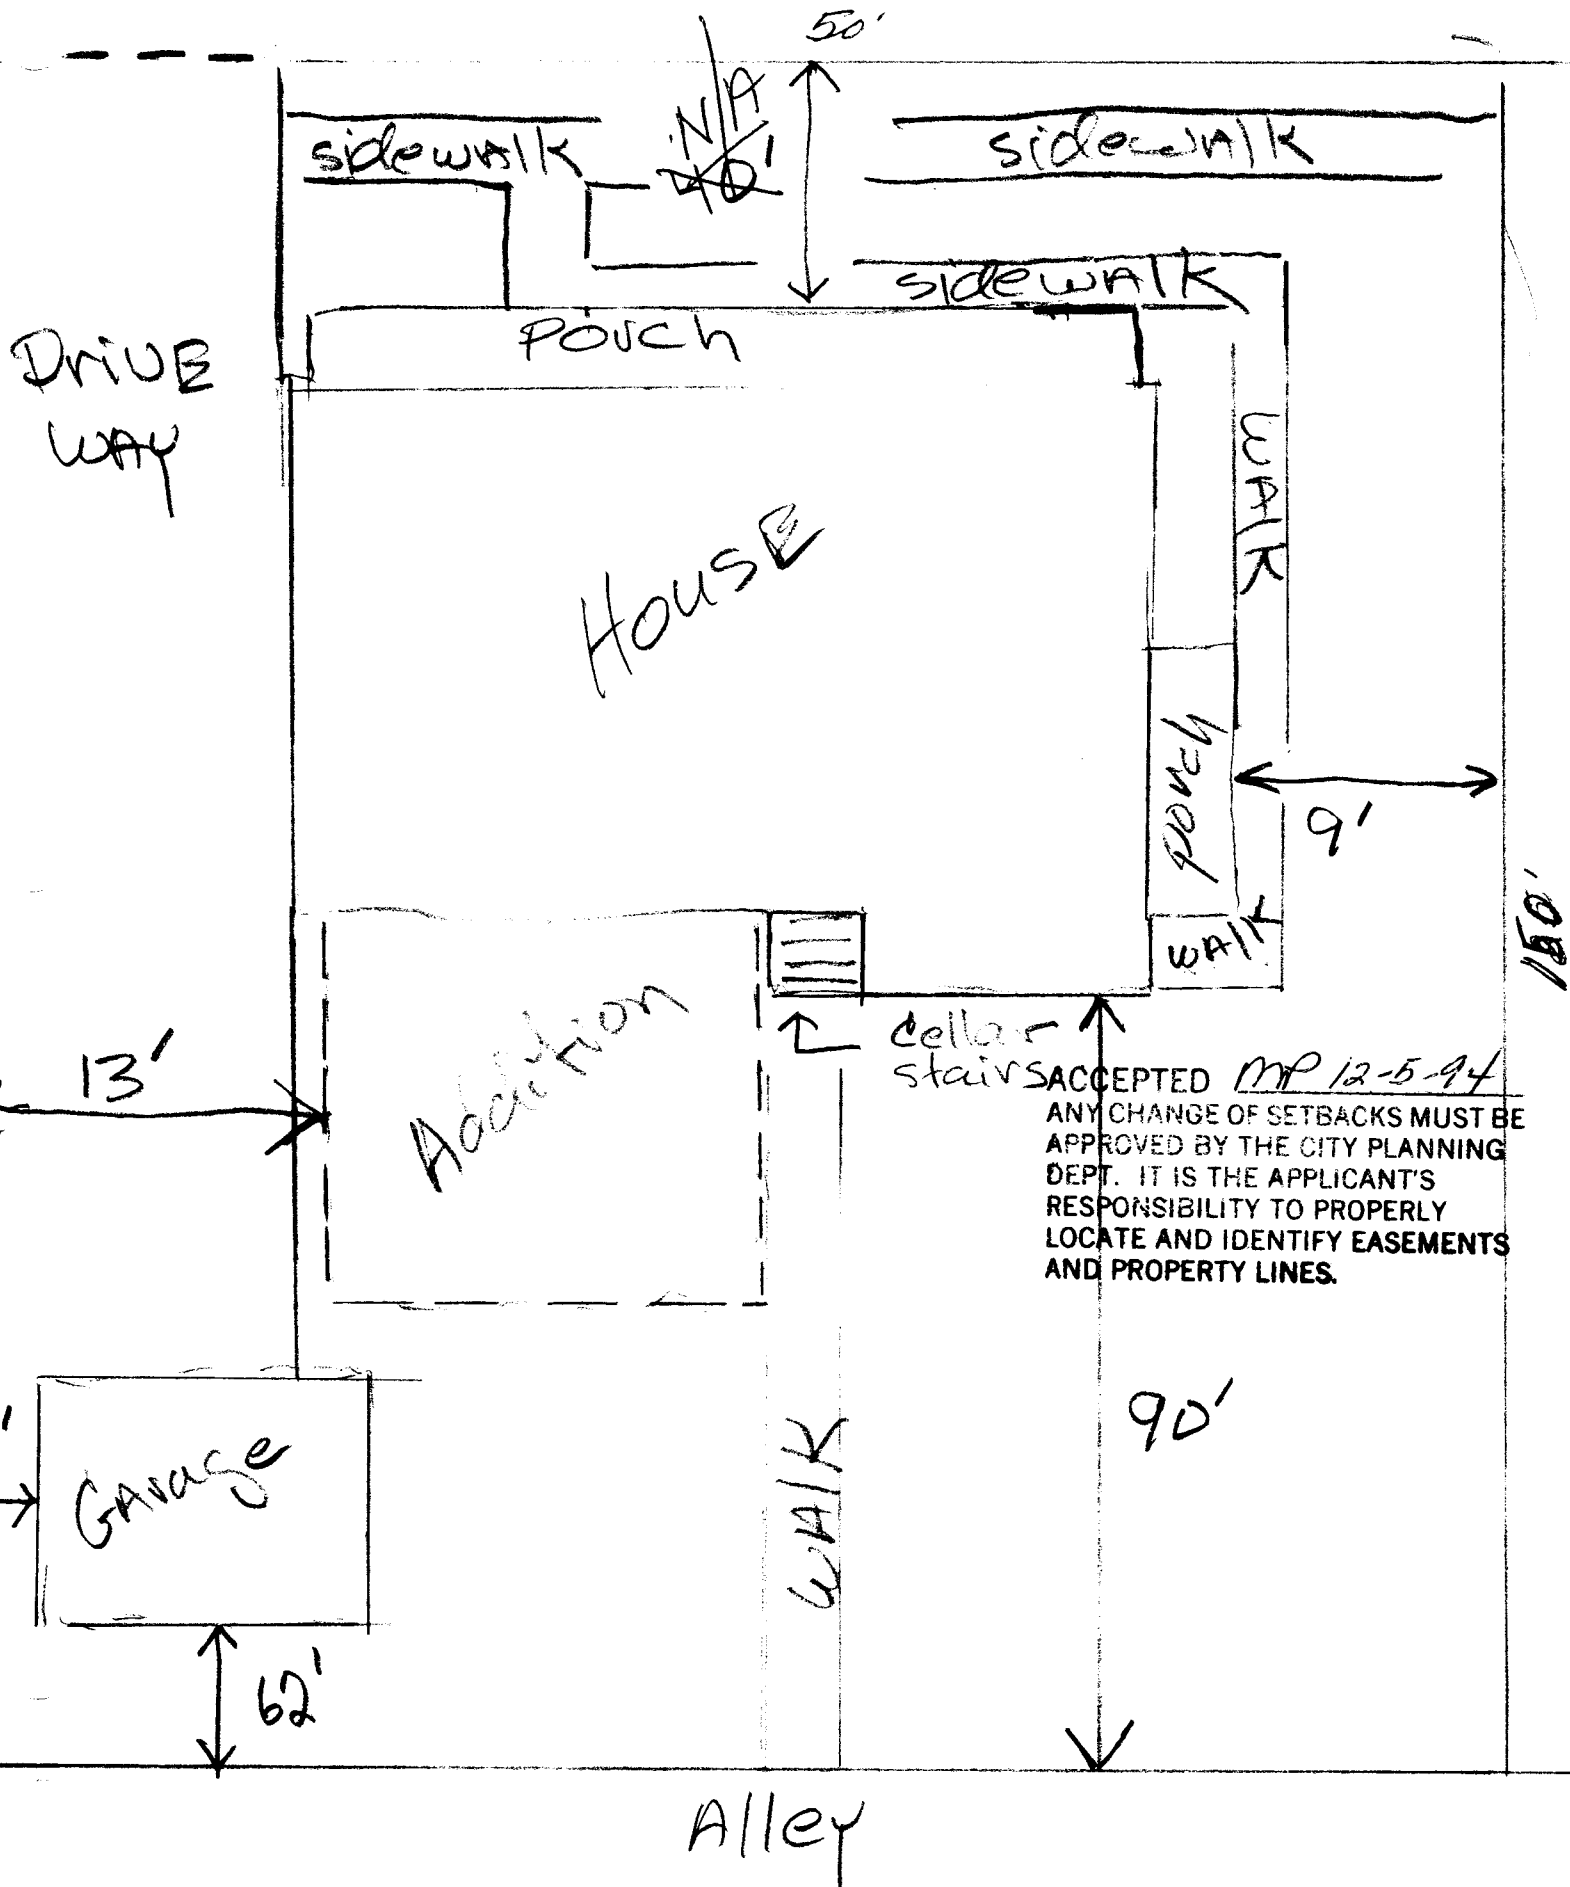 50'
N/A
40'
sidewalk
sidewalk
sidewalk
porch
Drive
way
WALK
House
porch
9'
walk
Addition
13'
cellar
stairs
ACCEPTED MP 12-5-94
ANY CHANGE OF SETBACKS MUST BE
APPROVED BY THE CITY PLANNING
DEPT. IT IS THE APPLICANT'S
RESPONSIBILITY TO PROPERLY
LOCATE AND IDENTIFY EASEMENTS
AND PROPERTY LINES.
90'
Garage
WALK
62'
Alley